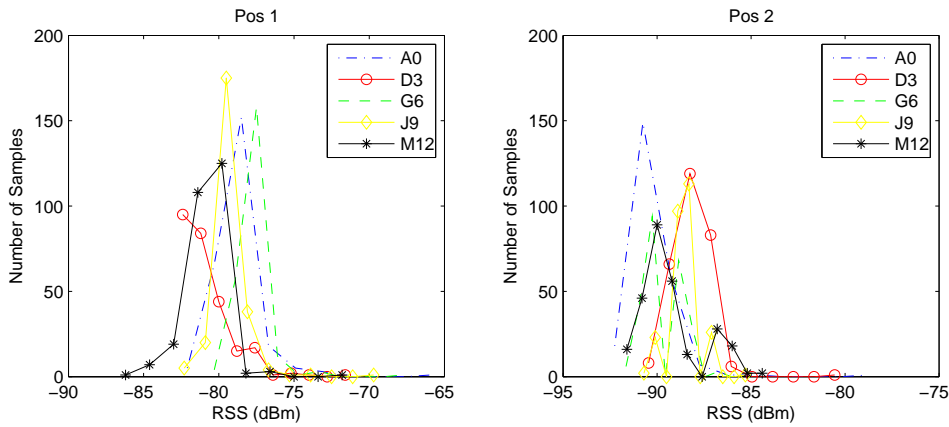 Pos 1
200
150
100
50
0
Number of Samples
−90
−85
−80
−75
−70
−65
RSS (dBm)
A0
D3
G6
J9
M12
Pos 2
200
150
100
50
0
Number of Samples
−95
−90
−85
−80
−75
RSS (dBm)
A0
D3
G6
J9
M12